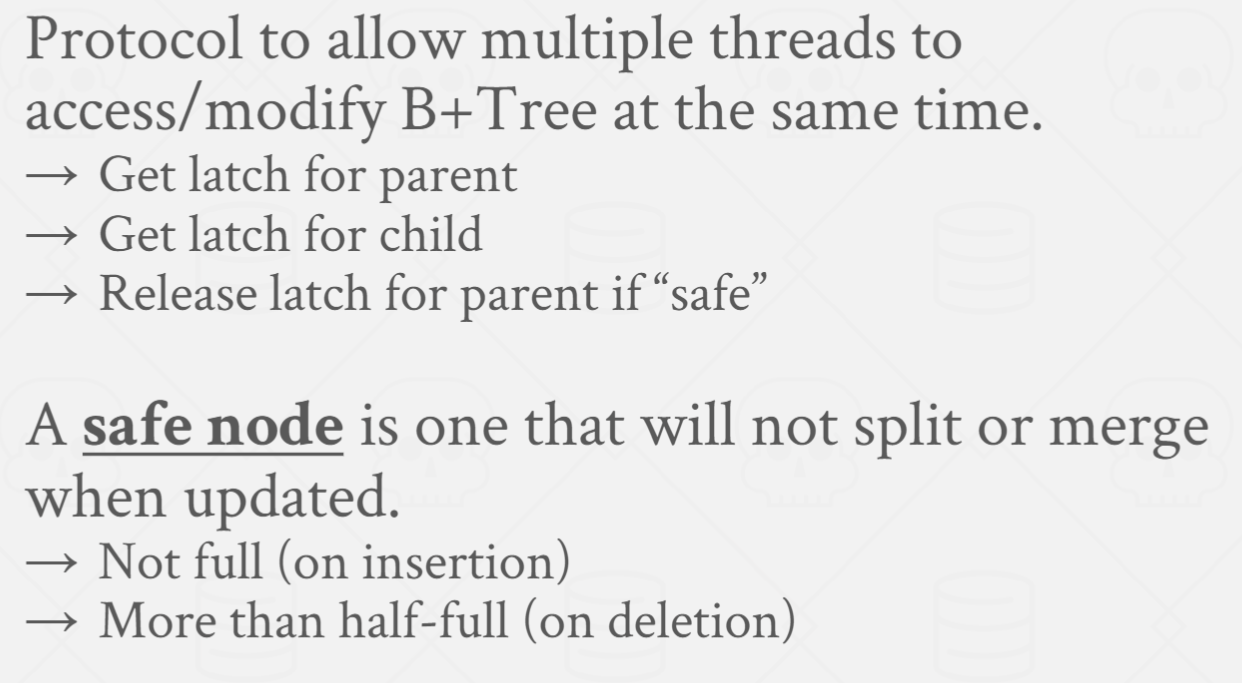 Protocol to allow multiple threads to
access/modify B+Tree at the same time.
→ Get latch for parent
→ Get latch for child
→ Release latch for parent if “safe”
A safe node is one that will not split or merge
when updated.
→ Not full (on insertion)
→ More than half-full (on deletion)